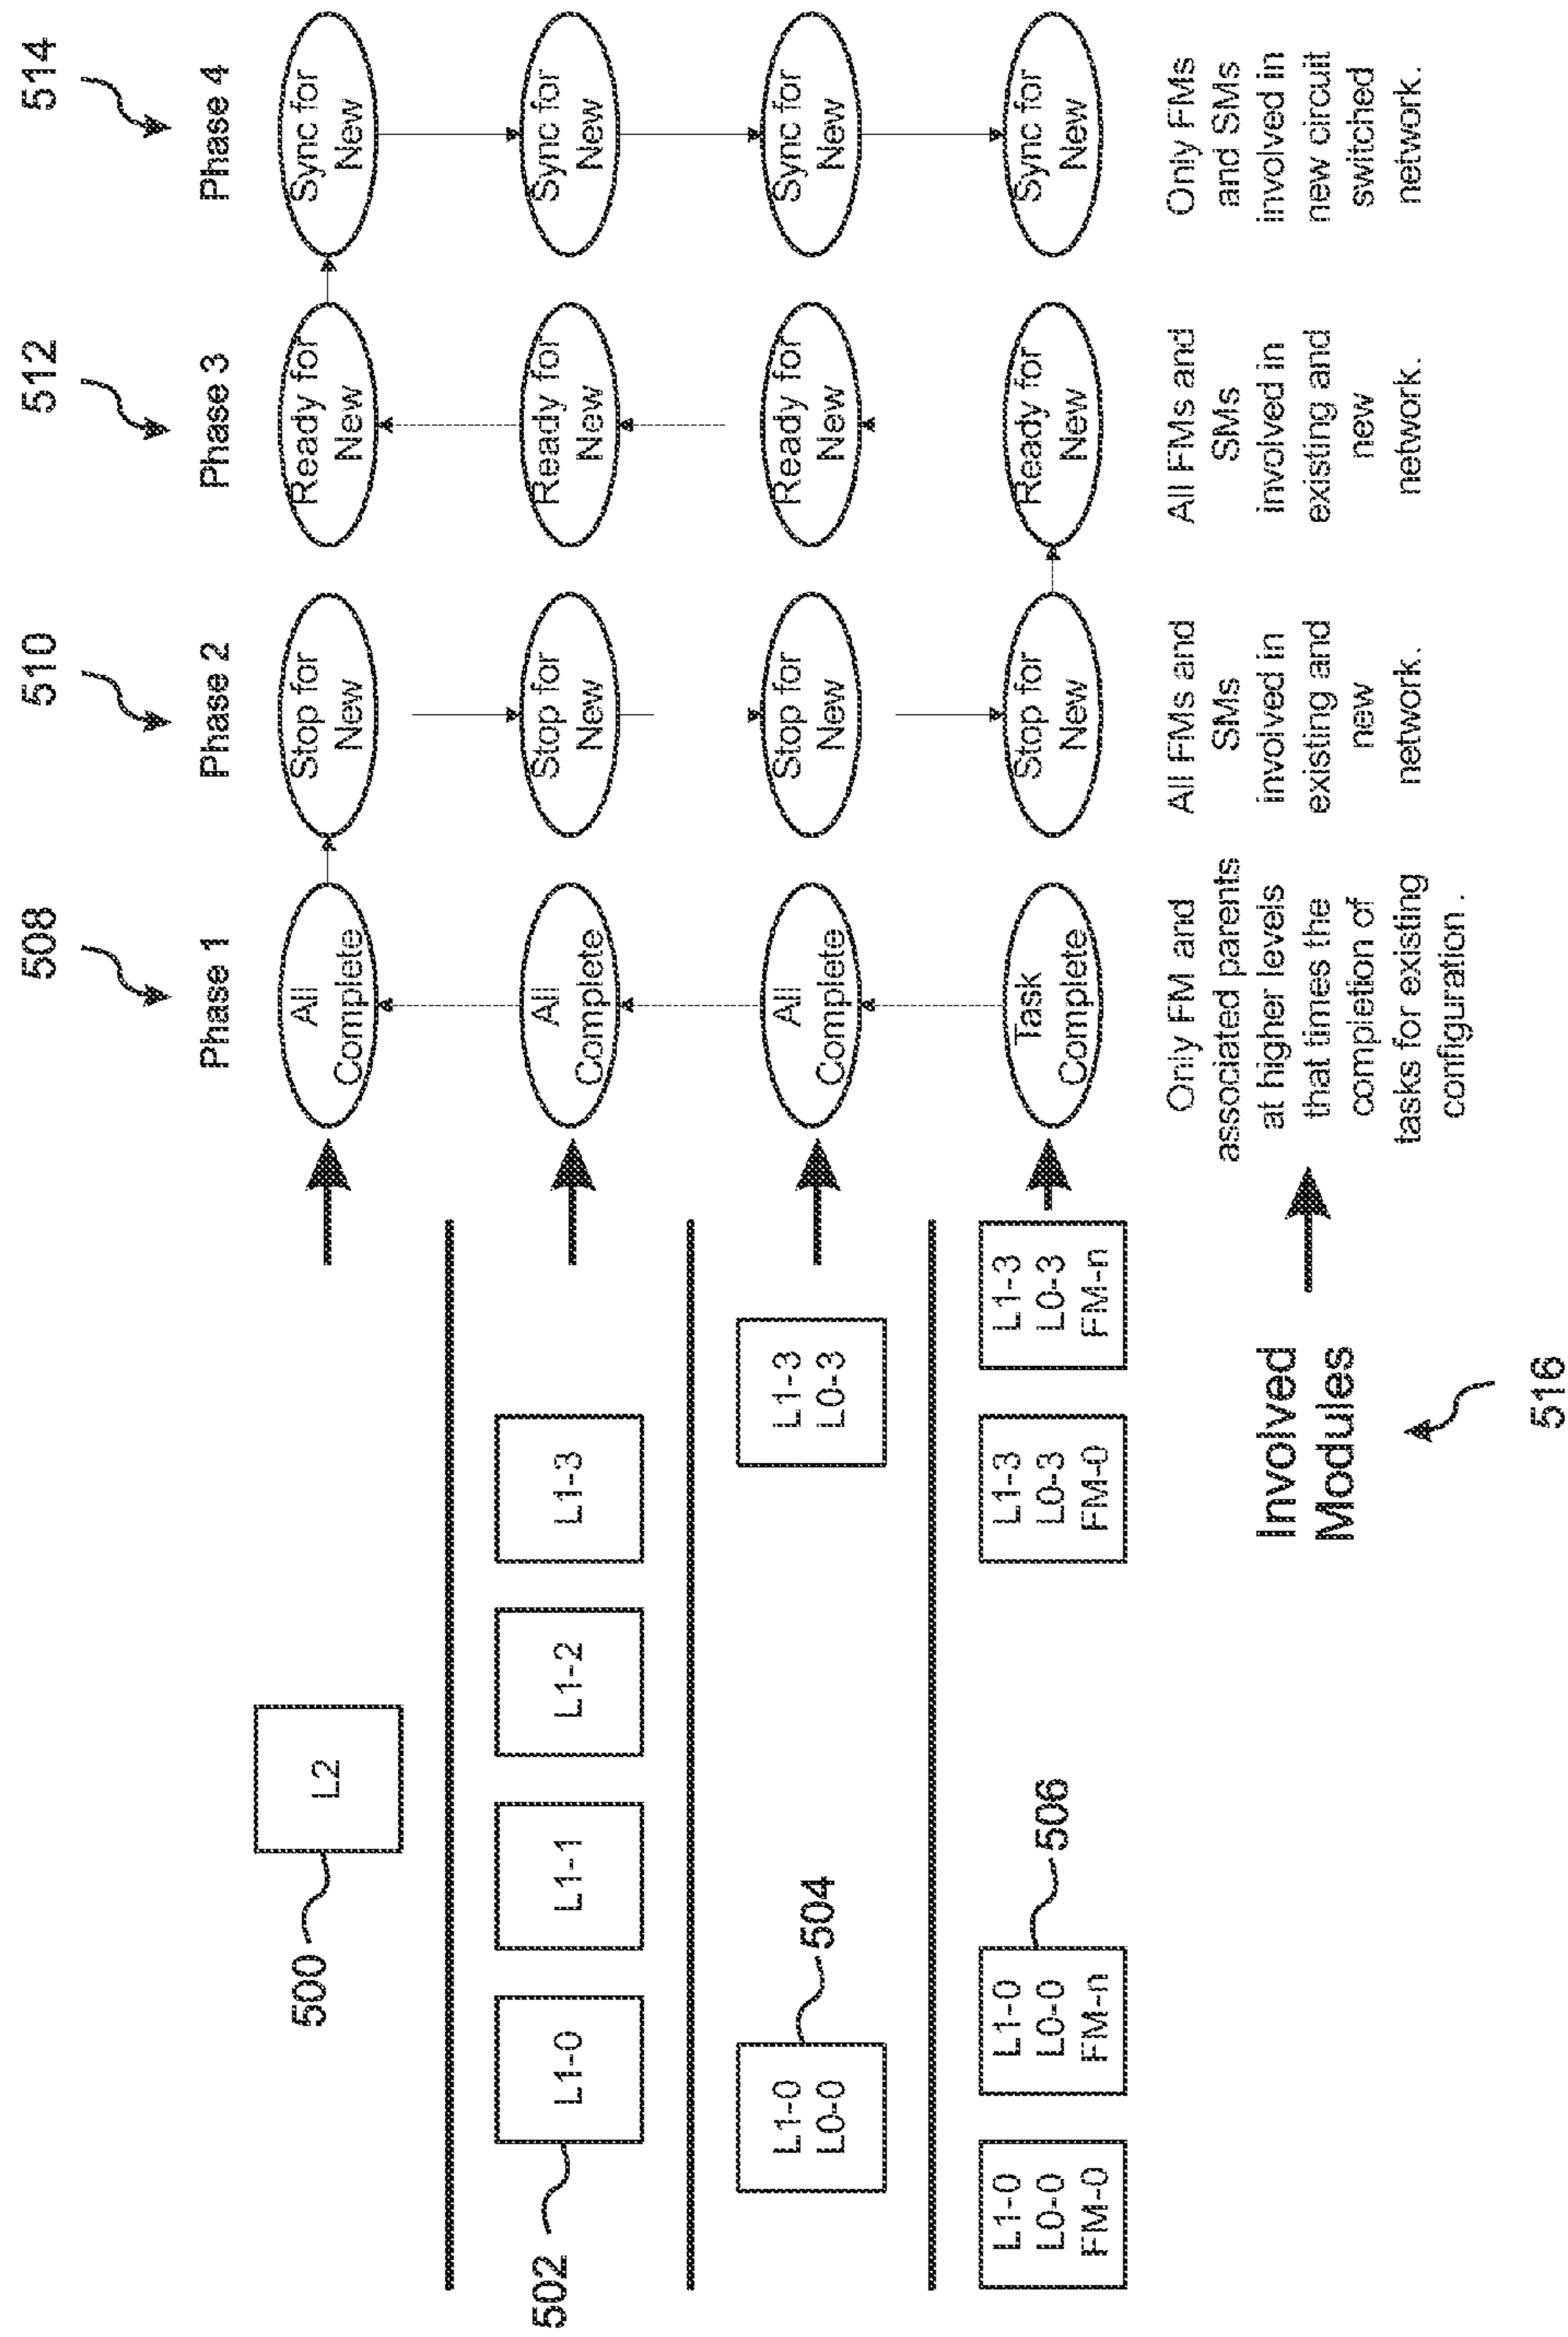 508
510
512
514
Phase 1
Phase 2
Phase 3
Phase 4
500
L2
All
Complete
Stop for
New
Ready for
New
Sync for
New
502
L1-0
L1-1
L1-2
L1-3
All
Complete
Stop for
New
Ready for
New
Sync for
New
L1-0
L0-0
504
L1-3
L0-3
All
Complete
Stop for
New
Ready for
New
Sync for
New
L1-0
L0-0
FM-0
L1-0
L0-0
FM-n
506
L1-3
L0-3
FM-0
L1-3
L0-3
FM-n
Task
Complete
Stop for
New
Ready for
New
Sync for
New
Involved
Modules
516
Only FM and
associated parents
at higher levels
that times the
completion of
tasks for existing
configuration .
All FMs and
SMs
involved in
existing and
new
network.
All FMs and
SMs
involved in
existing and
new
network.
Only FMs
and SMs
involved in
new circuit
switched
network.